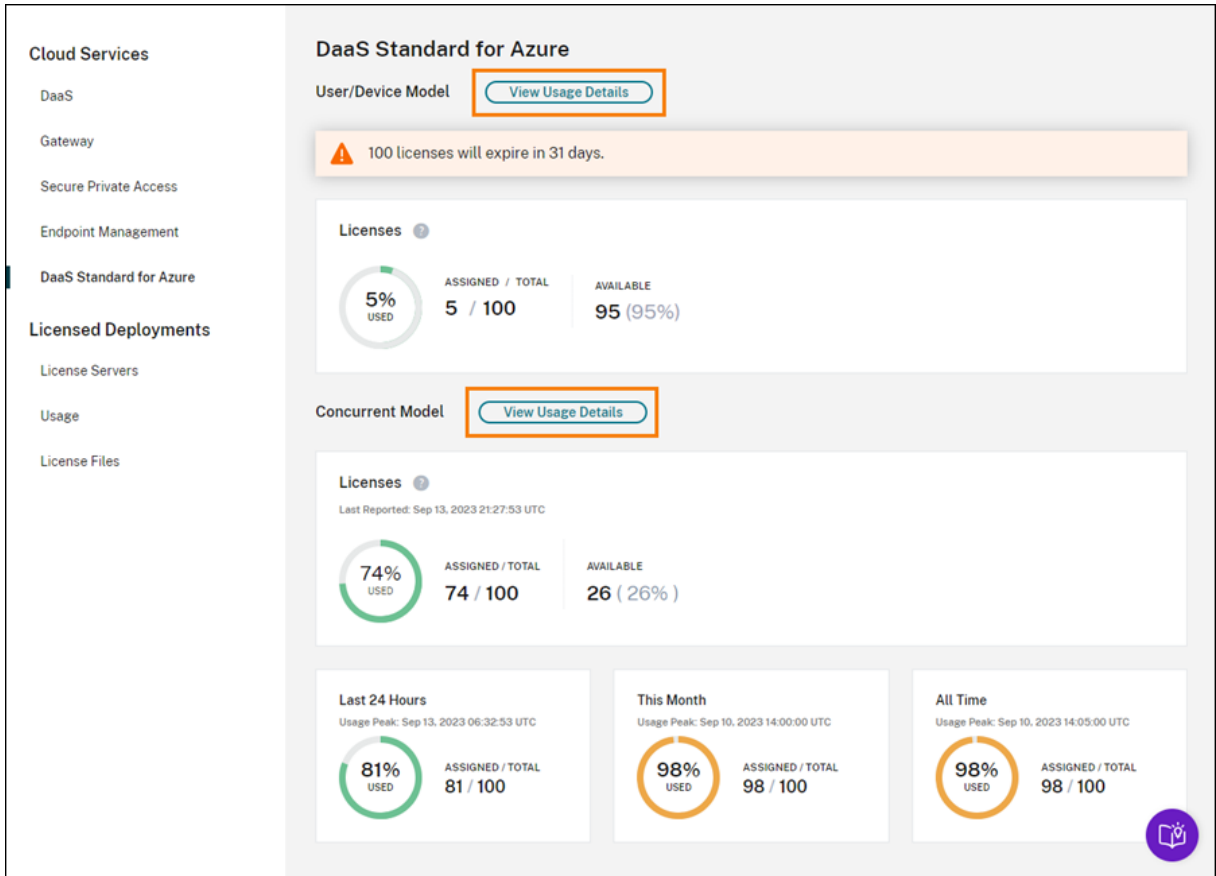 Cloud Services
DaaS
Gateway
Secure Private Access
Endpoint Management
DaaS Standard for Azure
Licensed Deployments
License Servers
Usage
License Files
DaaS Standard for Azure
User/Device Model View Usage Details
100 licenses will expire in 31 days.
Licenses ?
5% USED
ASSIGNED / TOTAL
5 / 100
AVAILABLE
95 (95%)
Concurrent Model View Usage Details
Licenses ?
Last Reported: Sep 13, 2023 21:27:53 UTC
74% USED
ASSIGNED / TOTAL
74 / 100
AVAILABLE
26 ( 26% )
Last 24 Hours
Usage Peak: Sep 13, 2023 06:32:53 UTC
81% USED
ASSIGNED / TOTAL
81 / 100
This Month
Usage Peak: Sep 10, 2023 14:00:00 UTC
98% USED
ASSIGNED / TOTAL
98 / 100
All Time
Usage Peak: Sep 10, 2023 14:05:00 UTC
98% USED
ASSIGNED / TOTAL
98 / 100